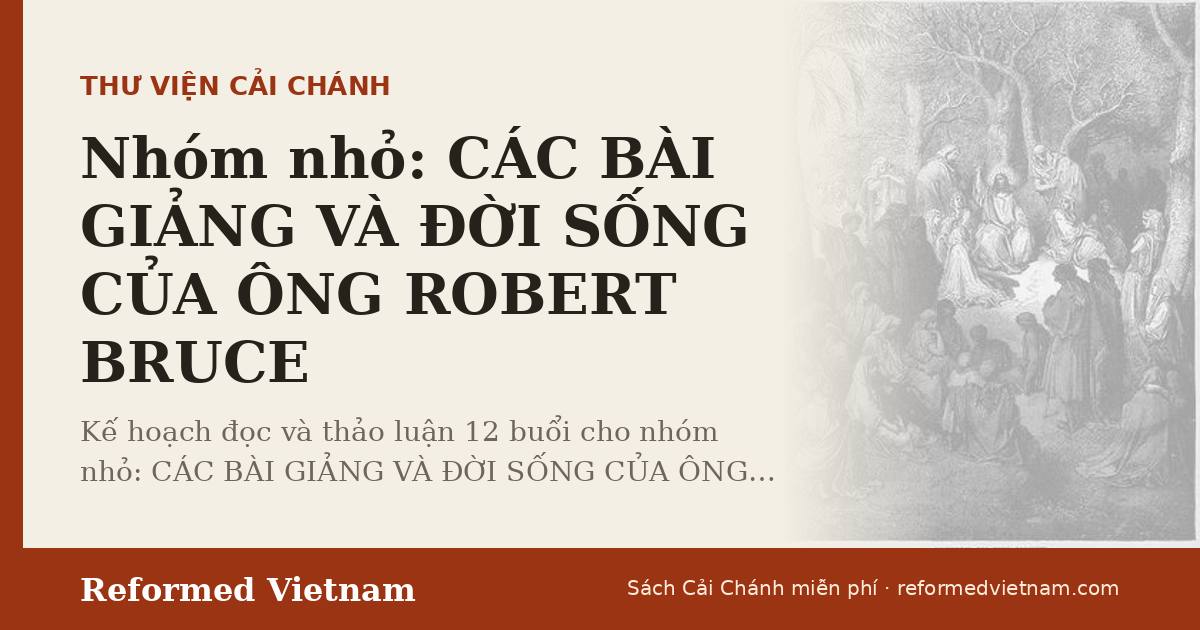 THƯ VIỆN CẢI CHÁNH
Nhóm nhỏ: CÁC BÀI
GIẢNG VÀ ĐỜI SỐNG
CỦA ÔNG ROBERT
BRUCE
Kế hoạch đọc và thảo luận 12 buổi cho nhóm
nhỏ: CÁC BÀI GIẢNG VÀ ĐỜI SỐNG CỦA ÔNG...
Reformed Vietnam
Sách Cải Chánh miễn phí · reformedvietnam.com